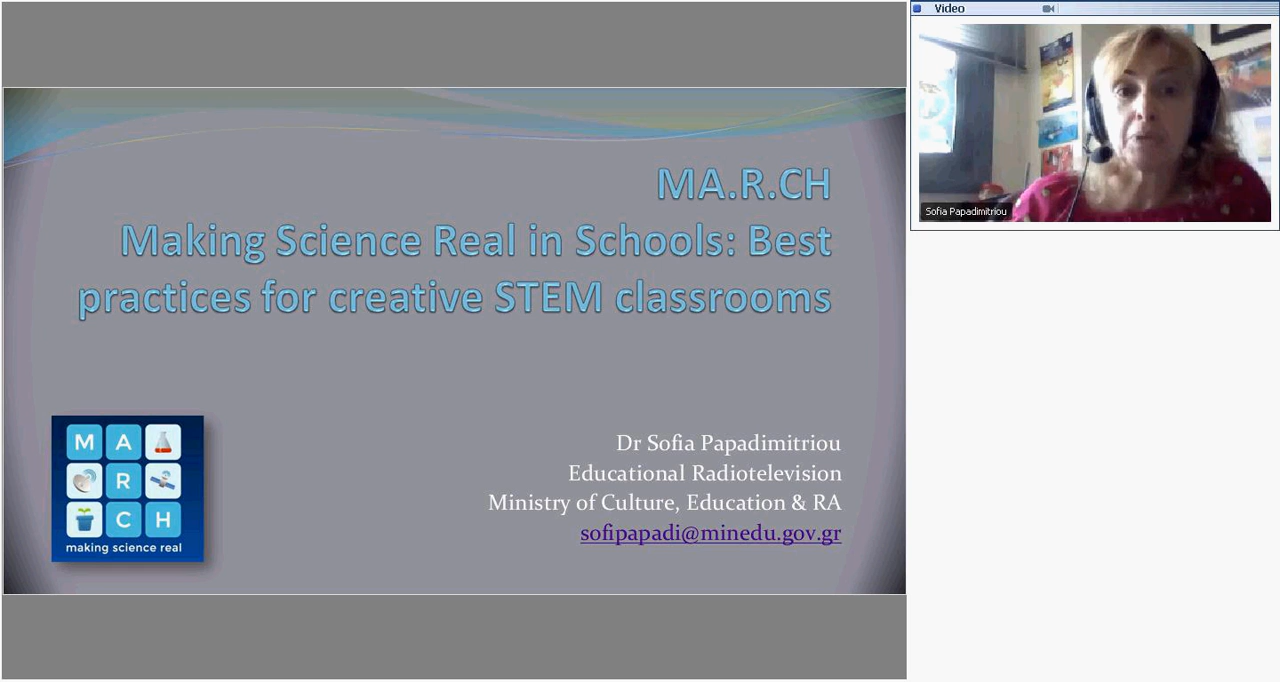 MA.R.CH
Making Science Real in Schools: Best
practices for creative STEM classrooms
M A
R
C H
making science real
Dr Sofia Papadimitriou
Educational Radiotelevision
Ministry of Culture, Education & RA
sofipapadi@minedu.gov.gr
Video
Sofia Papadimitriou